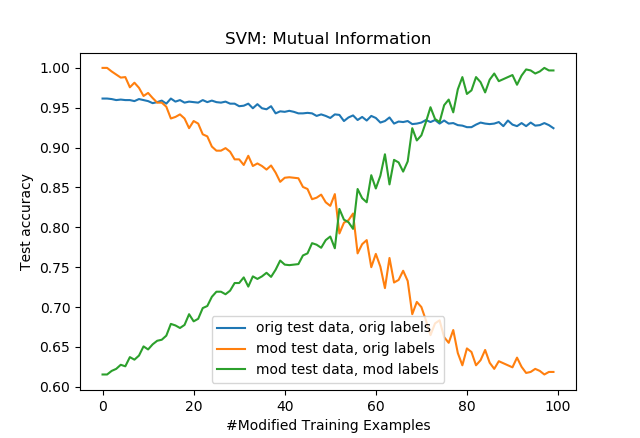 SVM: Mutual Information
Test accuracy
1.00
0.95
0.90
0.85
0.80
0.75
0.70
0.65
0.60
orig test data, orig labels
mod test data, orig labels
mod test data, mod labels
0 20 40 60 80 100
#Modified Training Examples